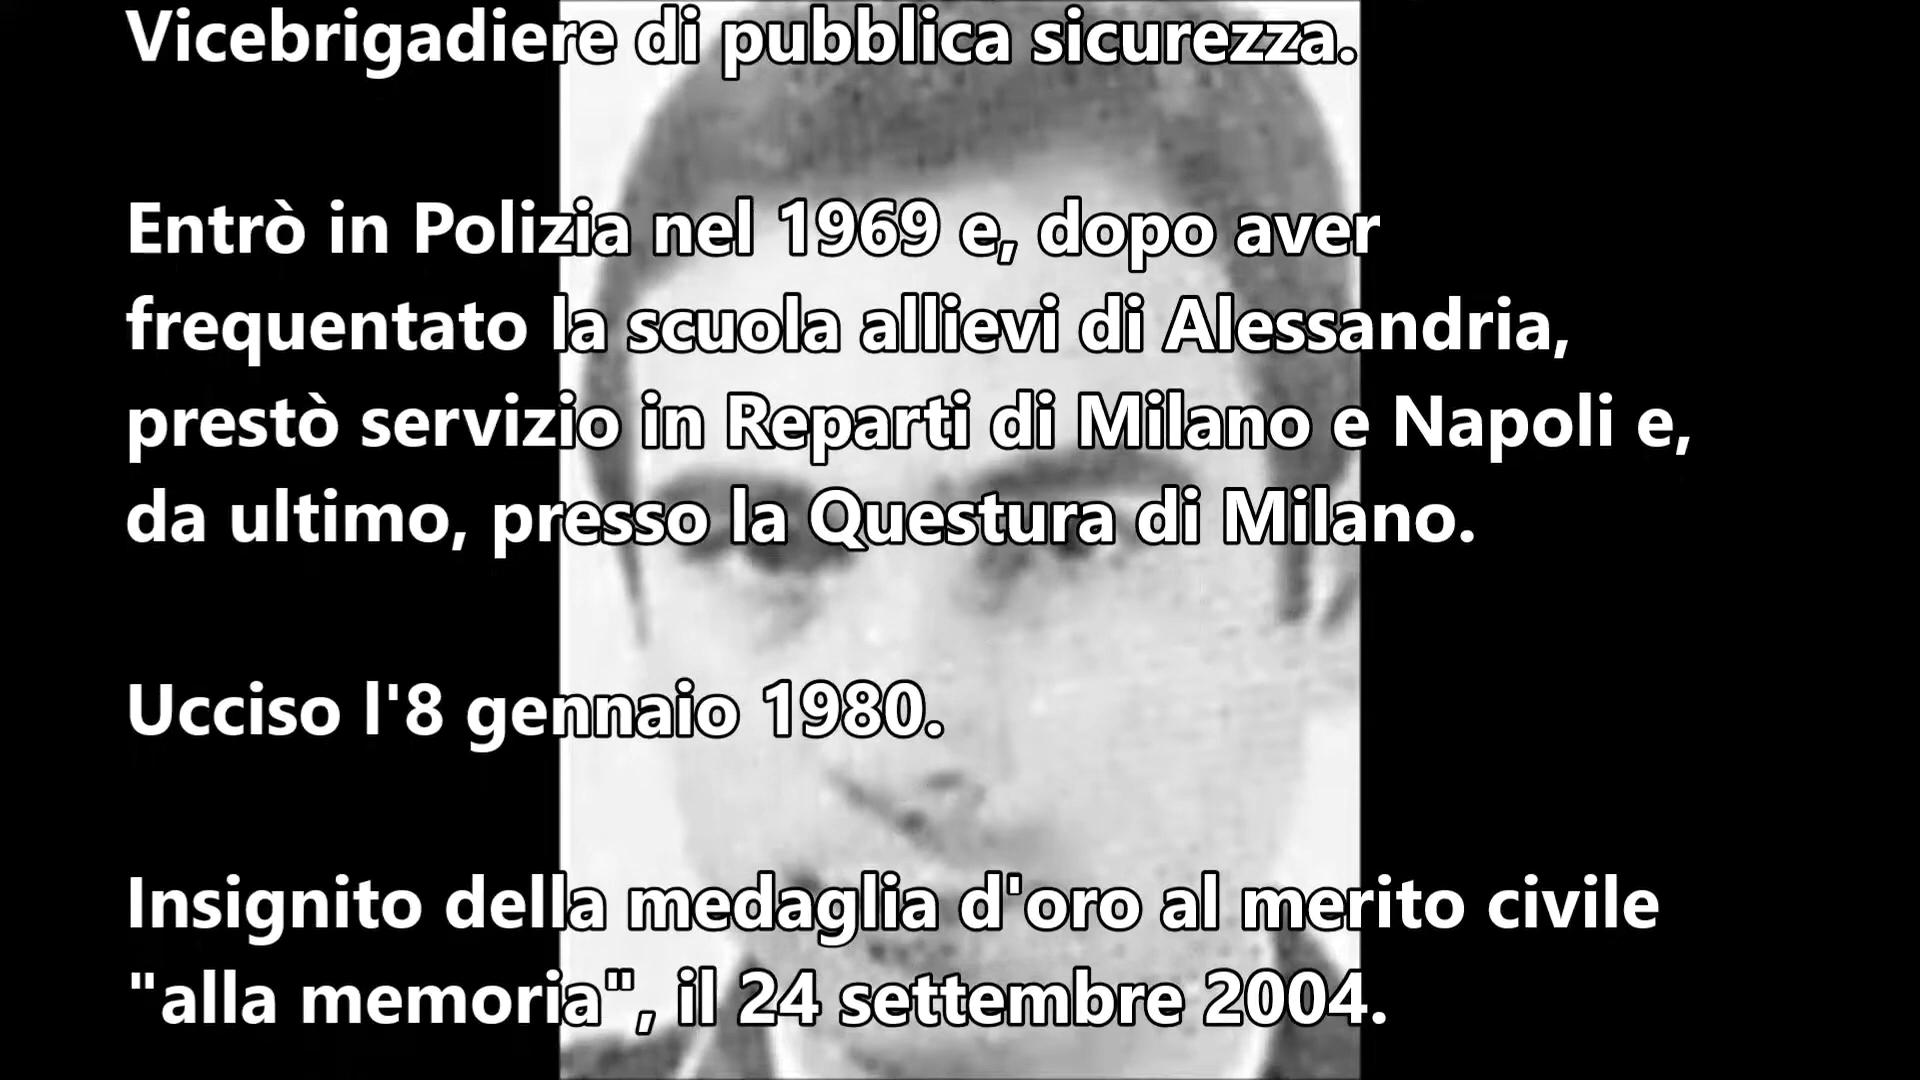 Vicebrigadiere di pubblica sicurezza.
Entrò in Polizia nel 1969 e, dopo aver
frequentato la scuola allievi di Alessandria,
prestò servizio in Reparti di Milano e Napoli e,
da ultimo, presso la Questura di Milano.
Ucciso l'8 gennaio 1980.
Insignito della medaglia d'oro al merito civile
"alla memoria", il 24 settembre 2004.